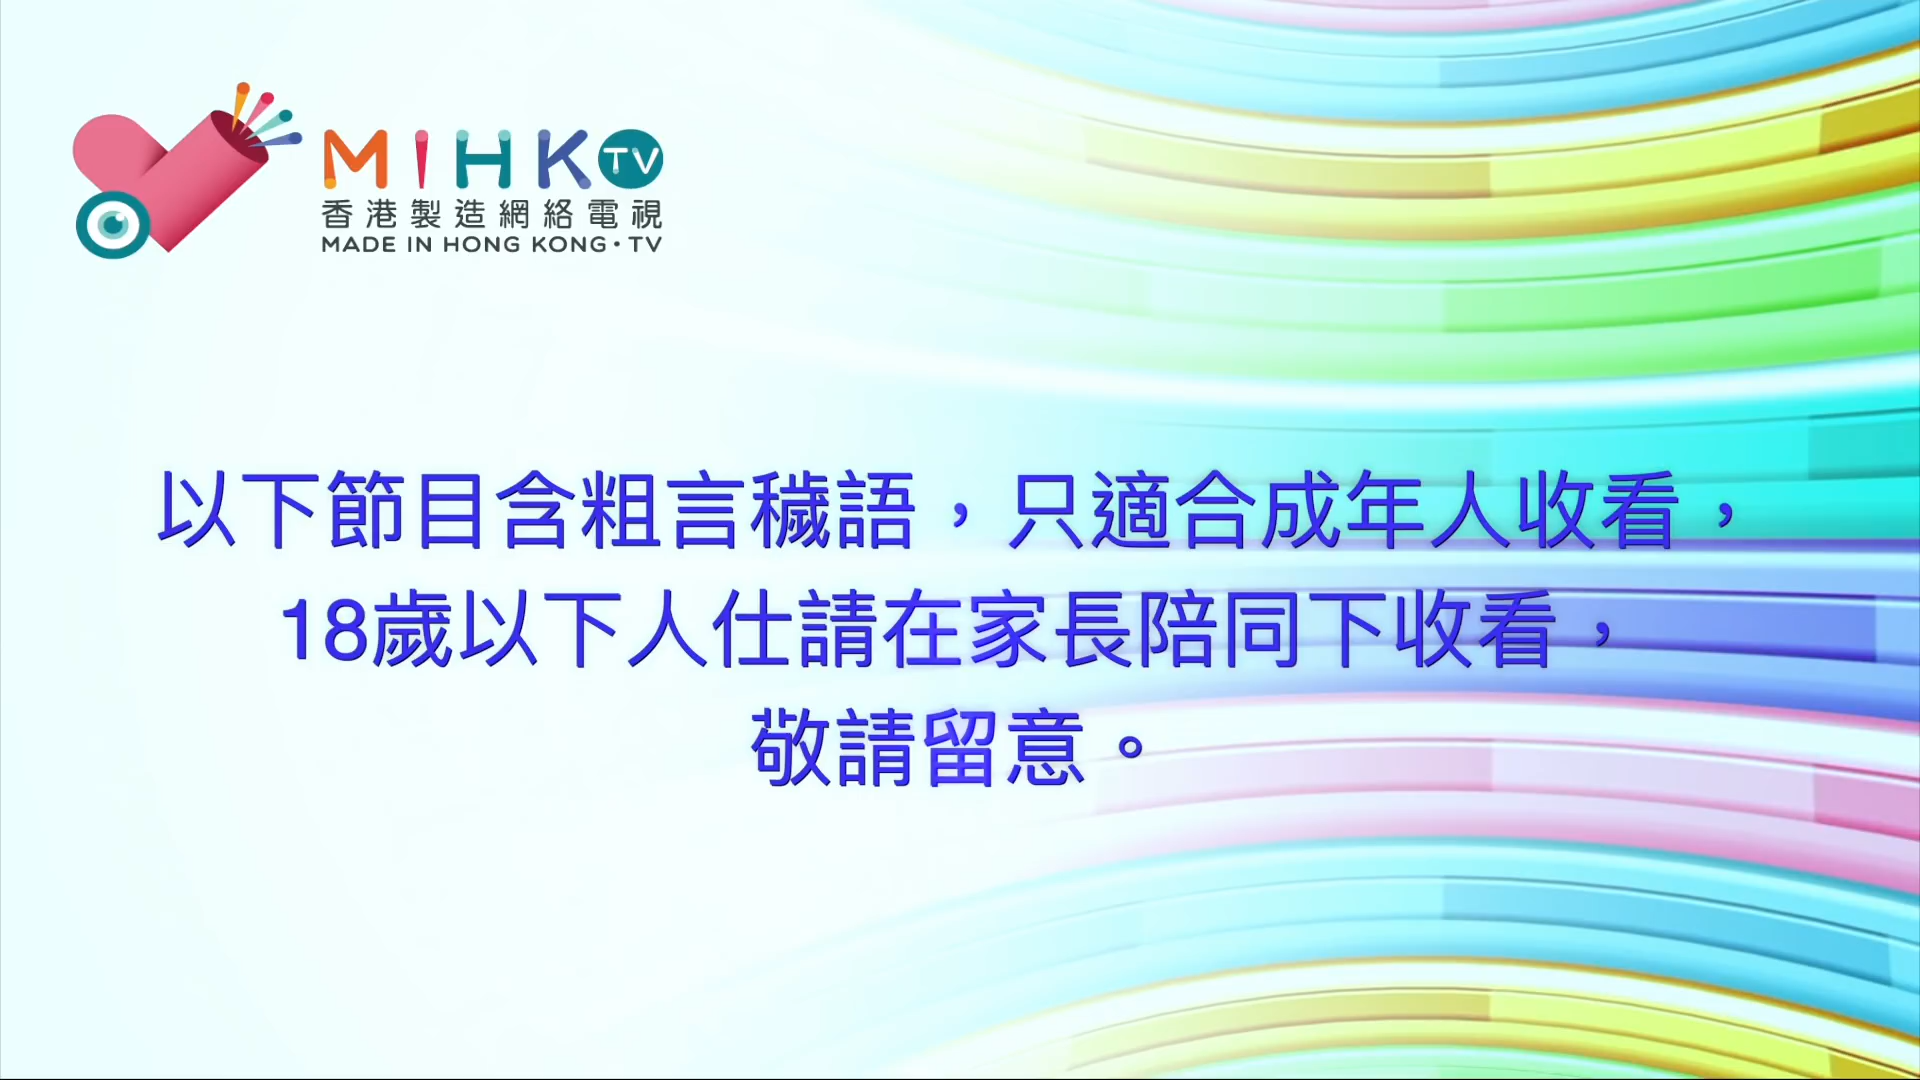 MIHK TV
香港製造網絡電視
MADE IN HONG KONG・TV
以下節目含粗言穢語，只適合成年人收看，
18歲以下人仕請在家長陪同下收看，
敬請留意。